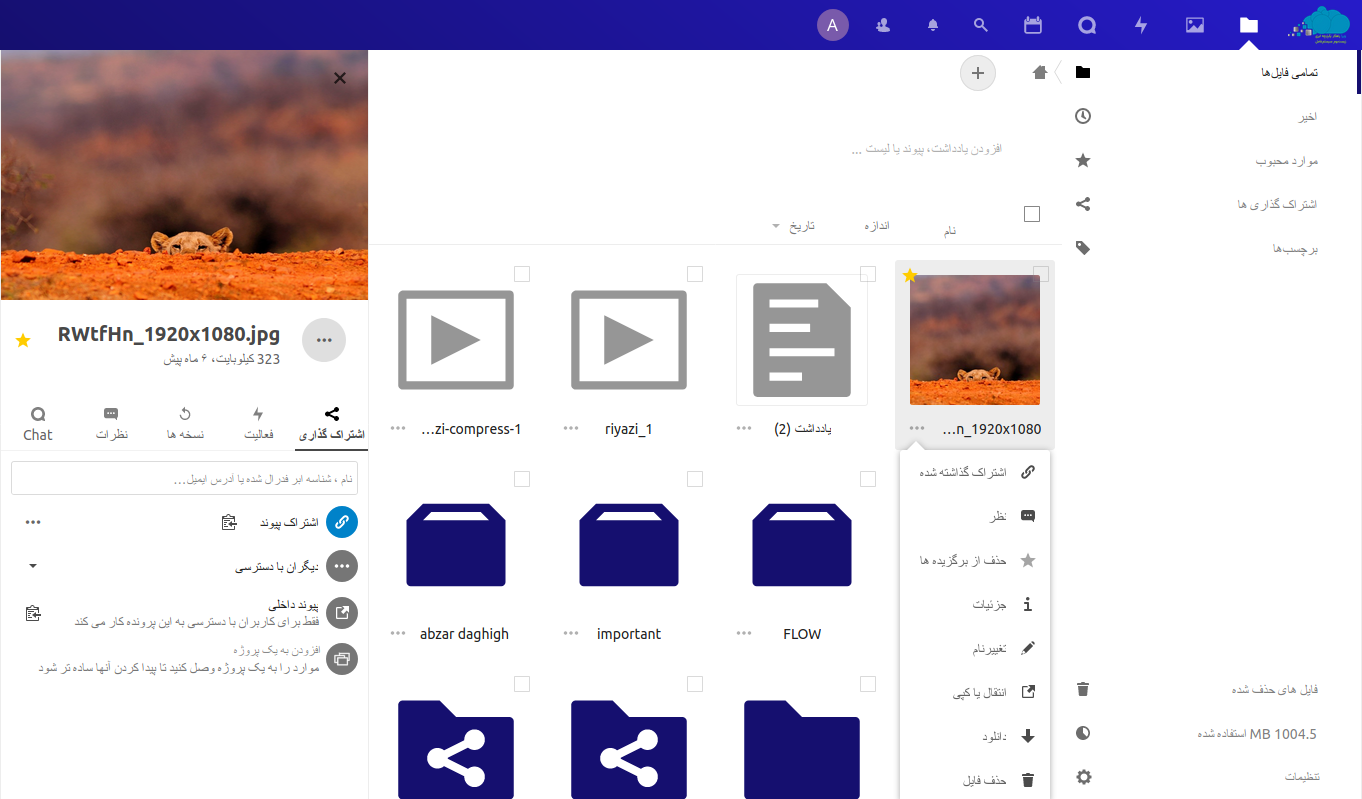 A
تمامی فایل‌ها
اخیر
موارد محبوب
اشتراک گذاری ها
برچسب‌ها
فایل های حذف شده
1004.5 MB استفاده شده
تنظیمات
افزودن یادداشت، پیوند یا لیست ...
نام
اندازه
تاریخ
...n_1920x1080
یادداشت (2)
riyazi_1
...zi-compress-1
FLOW
important
abzar daghigh
اشتراک گذاشته شده
نظر
حذف از برگزیده ها
جزئیات
تغییرنام
انتقال یا کپی
دانلود
حذف فایل
RWtfHn_1920x1080.jpg
323 کیلوبایت، ۶ ماه پیش
اشتراک گذاری
فعالیت
نسخه ها
نظرات
Chat
نام ، شناسه ابر فدرال شده یا آدرس ایمیل...
اشتراک پیوند
دیگران با دسترسی
پیوند داخلی
فقط برای کاربران با دسترسی به این پرونده کار می کند
افزودن به یک پروژه
موارد را به یک پروژه وصل کنید تا پیدا کردن آنها ساده تر شود